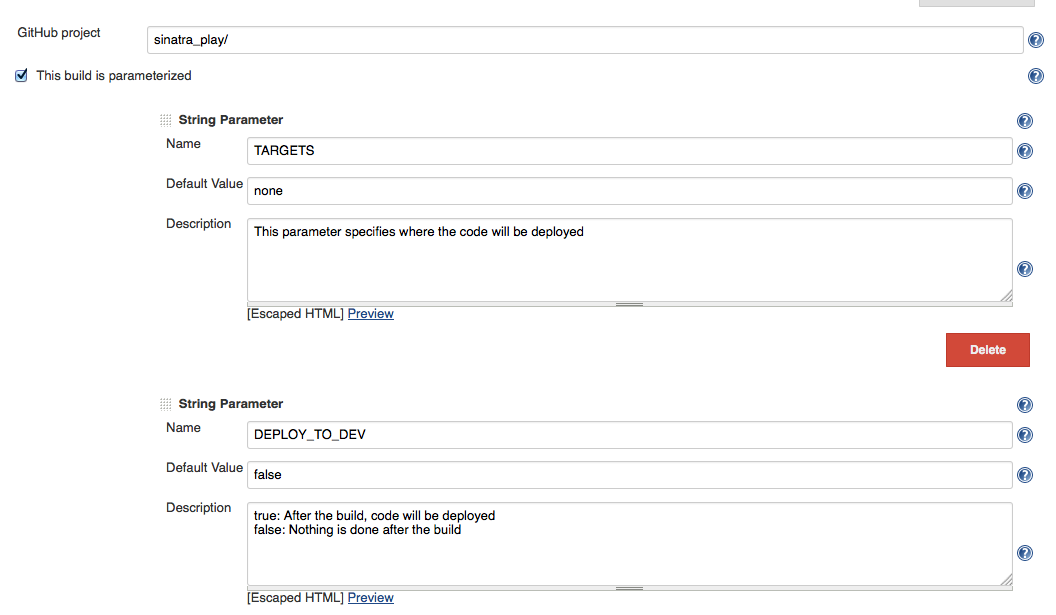 GitHub project
sinatra_play/
This build is parameterized
String Parameter
Name
TARGETS
Default Value
none
Description
This parameter specifies where the code will be deployed
[Escaped HTML] Preview
Delete
String Parameter
Name
DEPLOY_TO_DEV
Default Value
false
Description
true: After the build, code will be deployed
false: Nothing is done after the build
[Escaped HTML] Preview